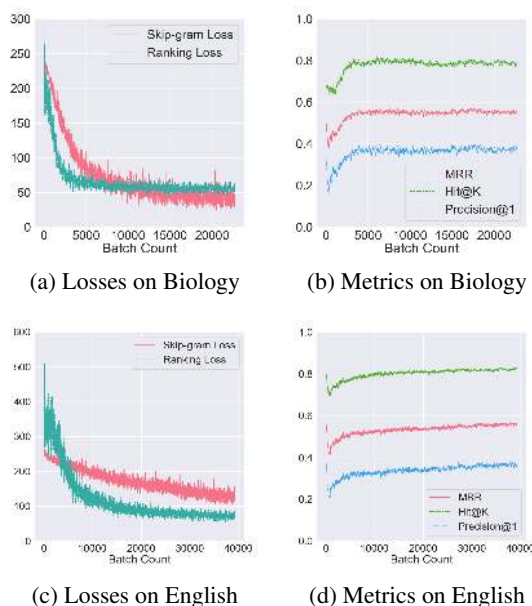 300
250
200
150
100
50
0
Skip-gram Loss
Ranking Loss
0 5000 10000 15000 20000
Batch Count
(a) Losses on Biology
1.0
0.8
0.6
0.4
0.2
0.0
MRR
Hit@K
Precision@1
0 5000 10000 15000 20000
Batch Count
(b) Metrics on Biology
600
500
400
300
200
100
0
Skip-gram Loss
Ranking Loss
0 10000 20000 30000 40000
Batch Count
(c) Losses on English
1.0
0.8
0.6
0.4
0.2
0.0
MRR
Hit@K
Precision@1
0 10000 20000 30000 40000
Batch Count
(d) Metrics on English